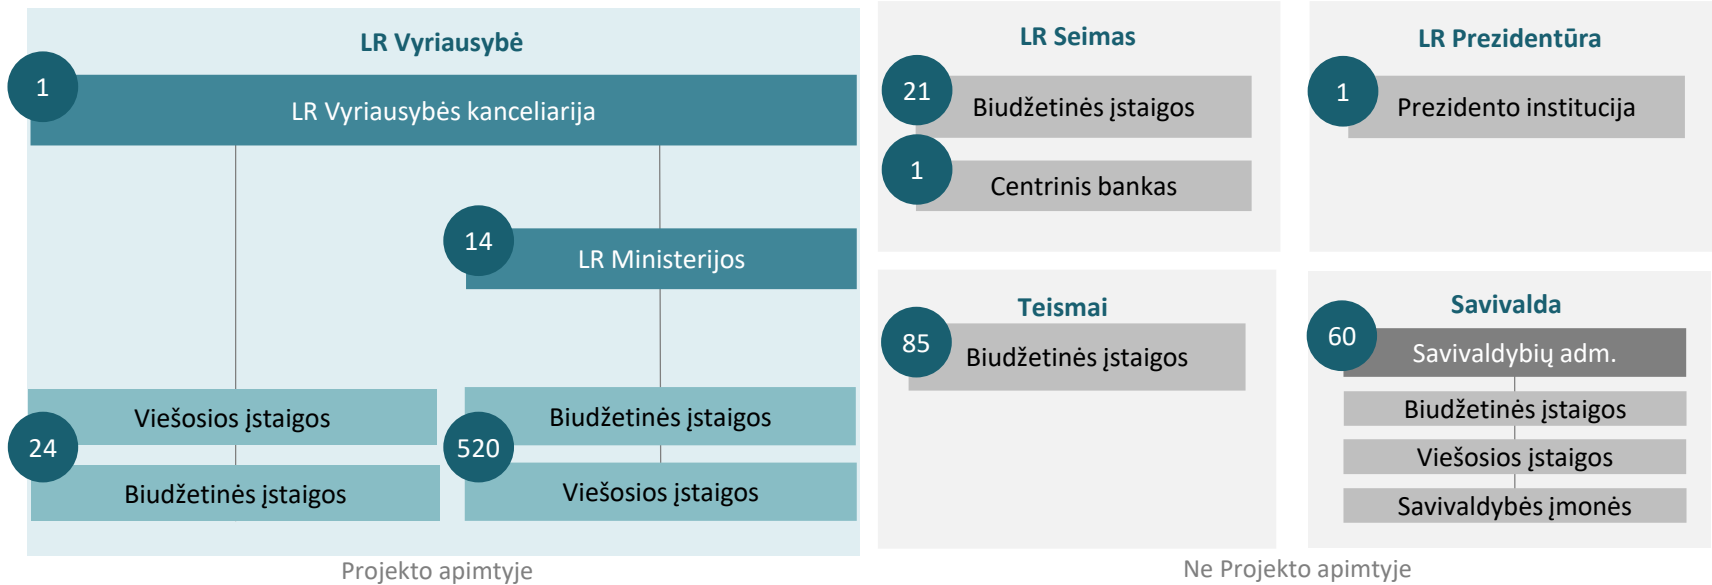 LR Vyriausybė
1
LR Vyriausybės kanceliarija
14
LR Ministerijos
24
Viešosios įstaigos
Biudžetinės įstaigos
520
Biudžetinės įstaigos
Viešosios įstaigos
Projekto apimtyje
LR Seimas
21
Biudžetinės įstaigos
1
Centrinis bankas
LR Prezidentūra
1
Prezidento institucija
Teismai
85
Biudžetinės įstaigos
Savivalda
60
Savivaldybių adm.
Biudžetinės įstaigos
Viešosios įstaigos
Savivaldybės įmonės
Ne Projekto apimtyje